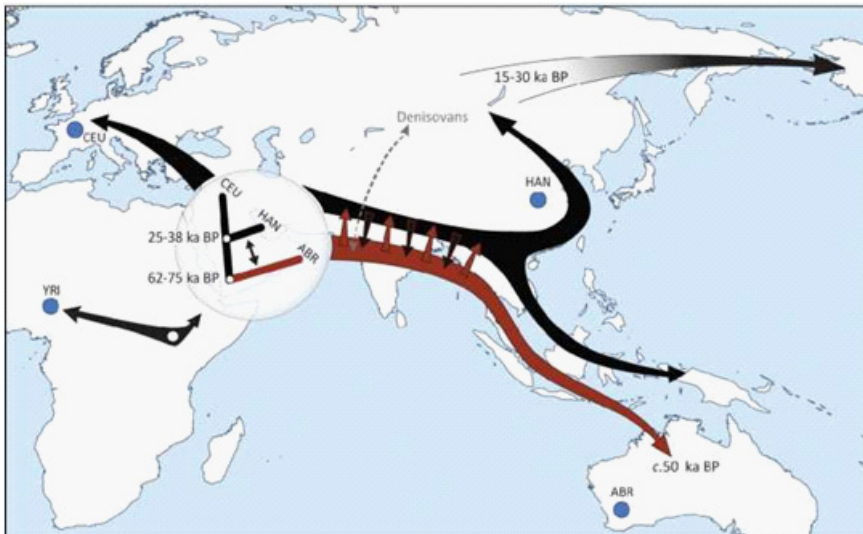 15-30 ka BP
Denisovans
CEU
CEU
HAN
HAN
25-38 ka BP
ABR
62-75 ka BP
YRI
c.50 ka BP
ABR